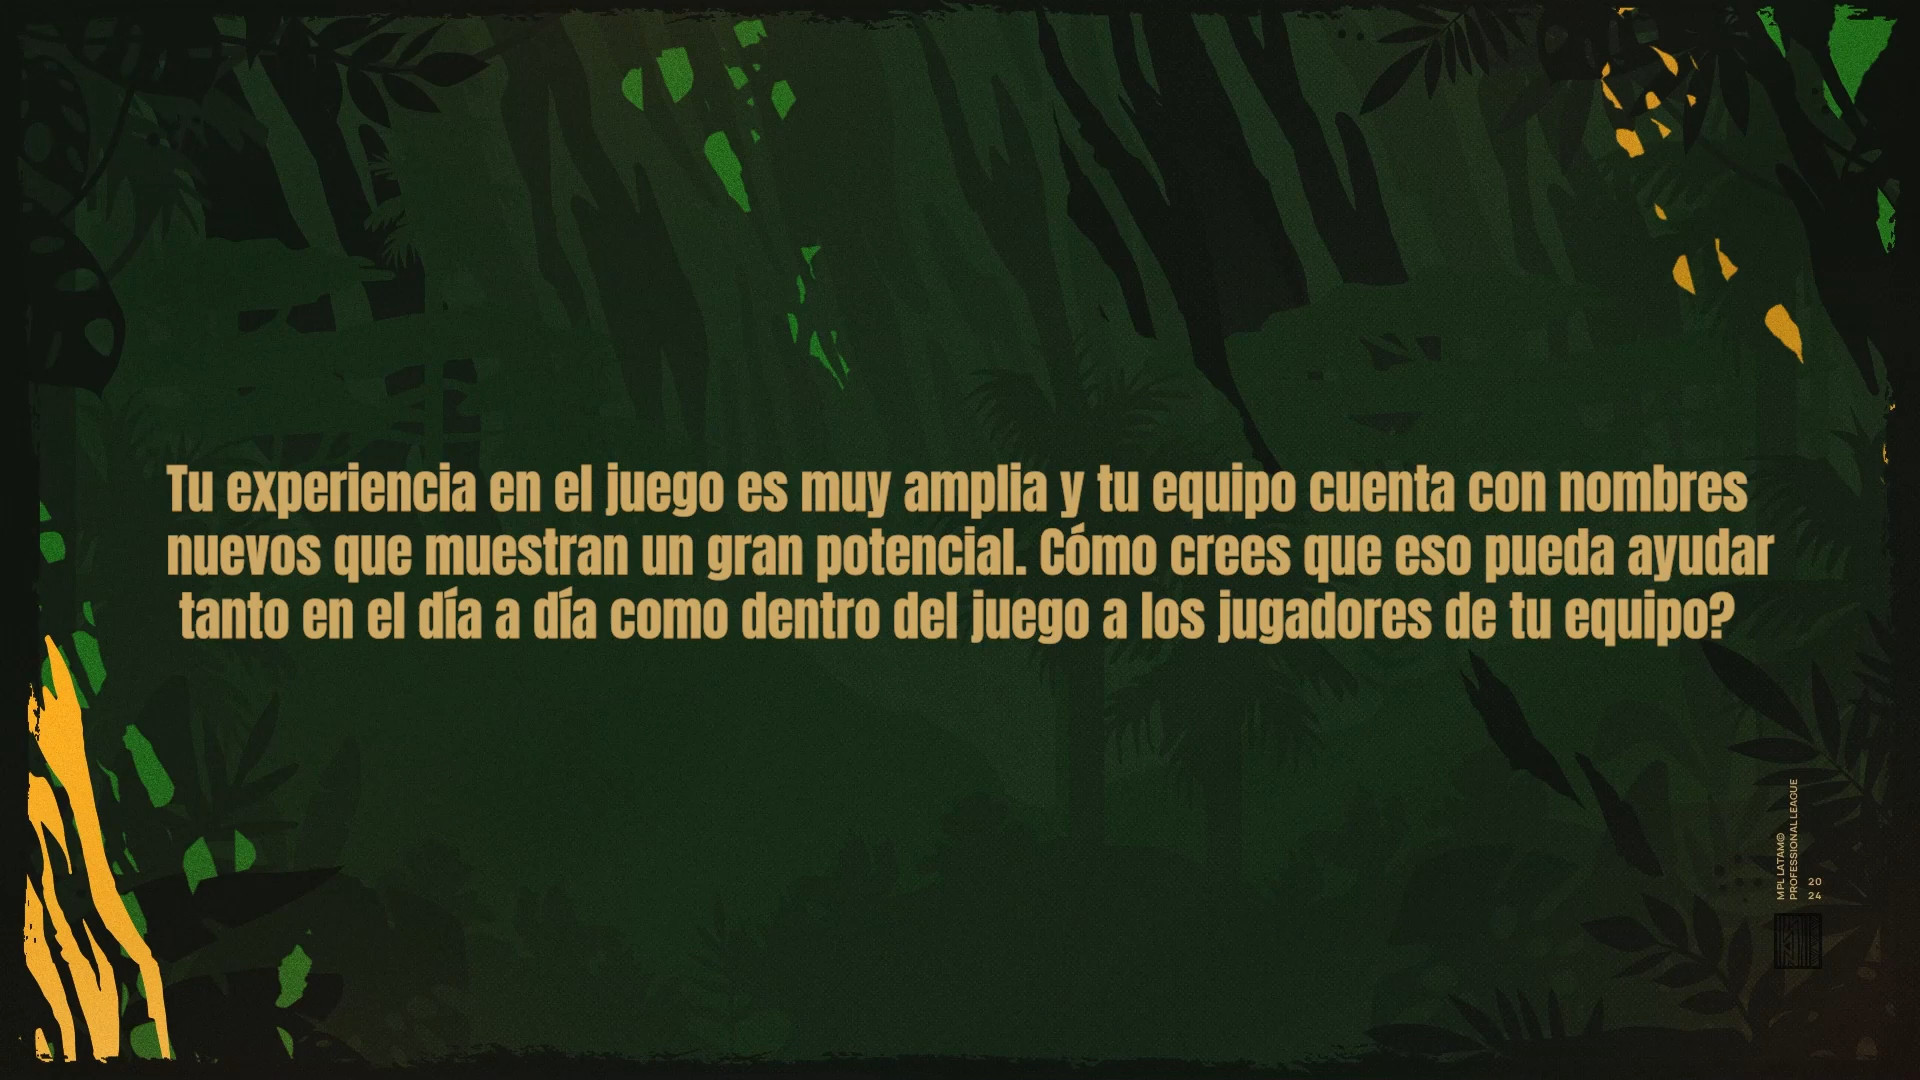 Tu experiencia en el juego es muy amplia y tu equipo cuenta con nombres
nuevos que muestran un gran potencial. Cómo crees que eso pueda ayudar
tanto en el día a día como dentro del juego a los jugadores de tu equipo?
MPL LATAM©
PROFESSIONALLEAGUE
20
24